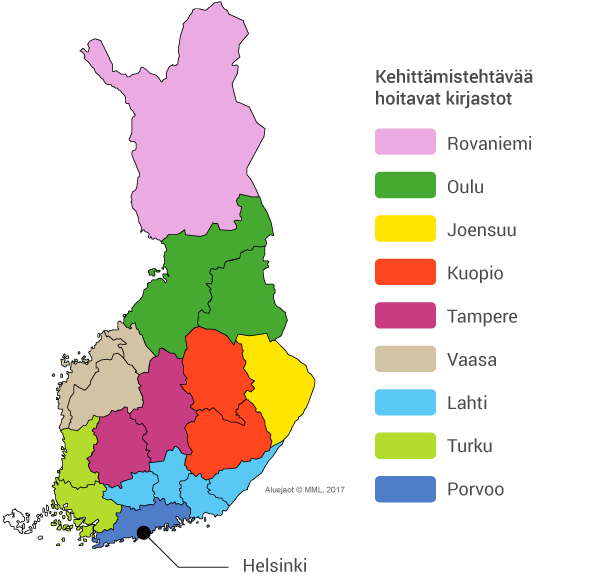 Kehittämistehtävää
hoitavat kirjastot
Rovaniemi
Oulu
Joensuu
Kuopio
Tampere
Vaasa
Lahti
Turku
Porvoo
Aluejaot © MML, 2017
Helsinki